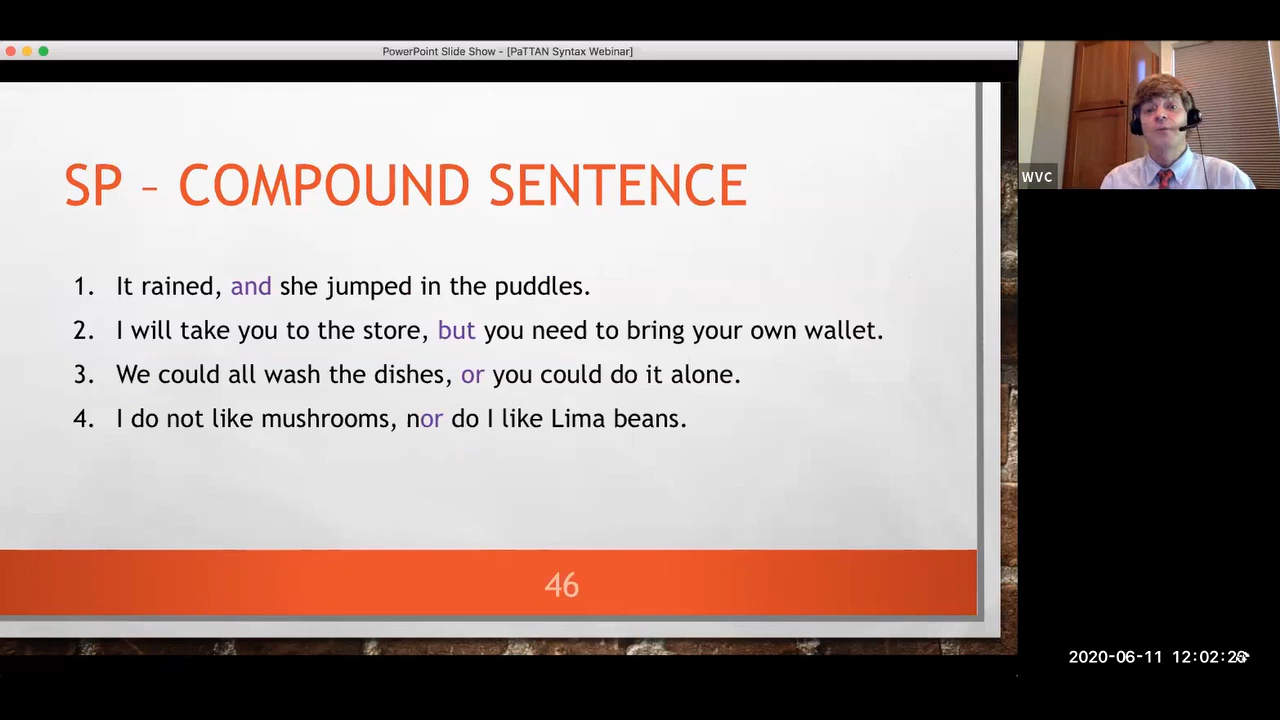 PowerPoint Slide Show - [PaTTAN Syntax Webinar]
WVC
SP – COMPOUND SENTENCE
1. It rained, and she jumped in the puddles.
2. I will take you to the store, but you need to bring your own wallet.
3. We could all wash the dishes, or you could do it alone.
4. I do not like mushrooms, nor do I like Lima beans.
46
2020-06-11